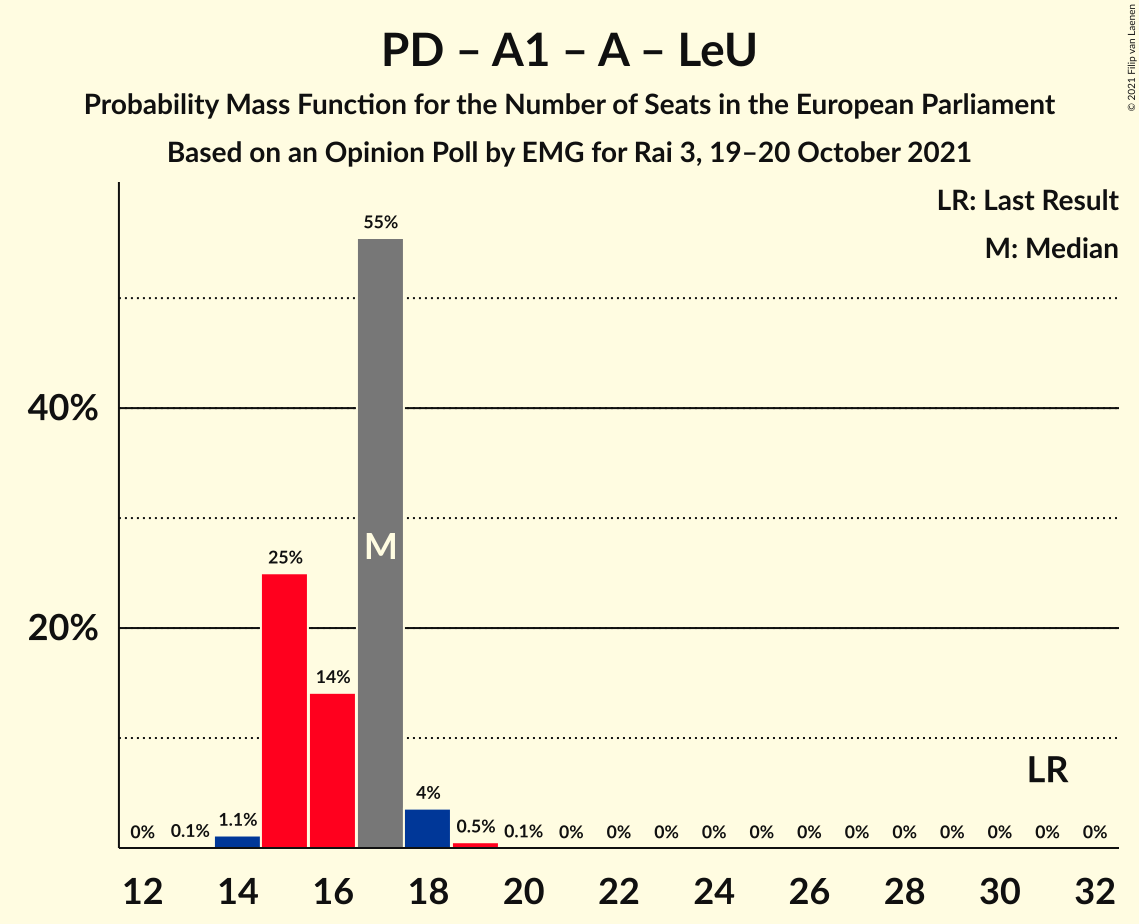 PD – A1 – A – LeU
Probability Mass Function for the Number of Seats in the European Parliament
Based on an Opinion Poll by EMG for Rai 3, 19–20 October 2021
© 2021 Filip van Laenen
LR: Last Result
M: Median
55%
40%
M
25%
20%
14%
LR
4%
0% 0.1% 1.1% 0.5% 0.1% 0% 0% 0% 0% 0% 0% 0% 0% 0% 0% 0% 0%
12 14 16 18 20 22 24 26 28 30 32